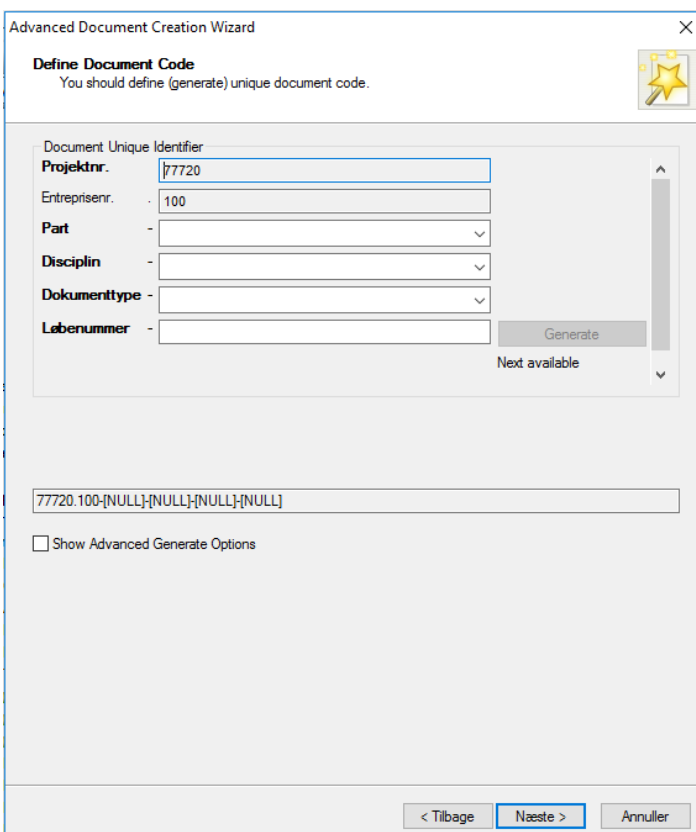 Advanced Document Creation Wizard
Define Document Code
You should define (generate) unique document code.
Document Unique Identifier
Projektnr. 77720
Entreprisenr. . 100
Part -
Disciplin -
Dokumenttype -
Løbenummer - Generate
Next available
77720.100-[NULL]-[NULL]-[NULL]-[NULL]
Show Advanced Generate Options
< Tilbage Næste > Annuller